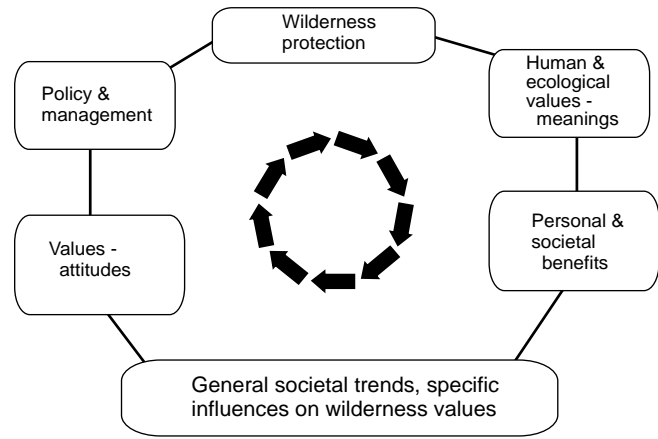 Wilderness
protection
Policy &
management
Human &
ecological
values -
meanings
Values -
attitudes
Personal &
societal
benefits
General societal trends, specific
influences on wilderness values